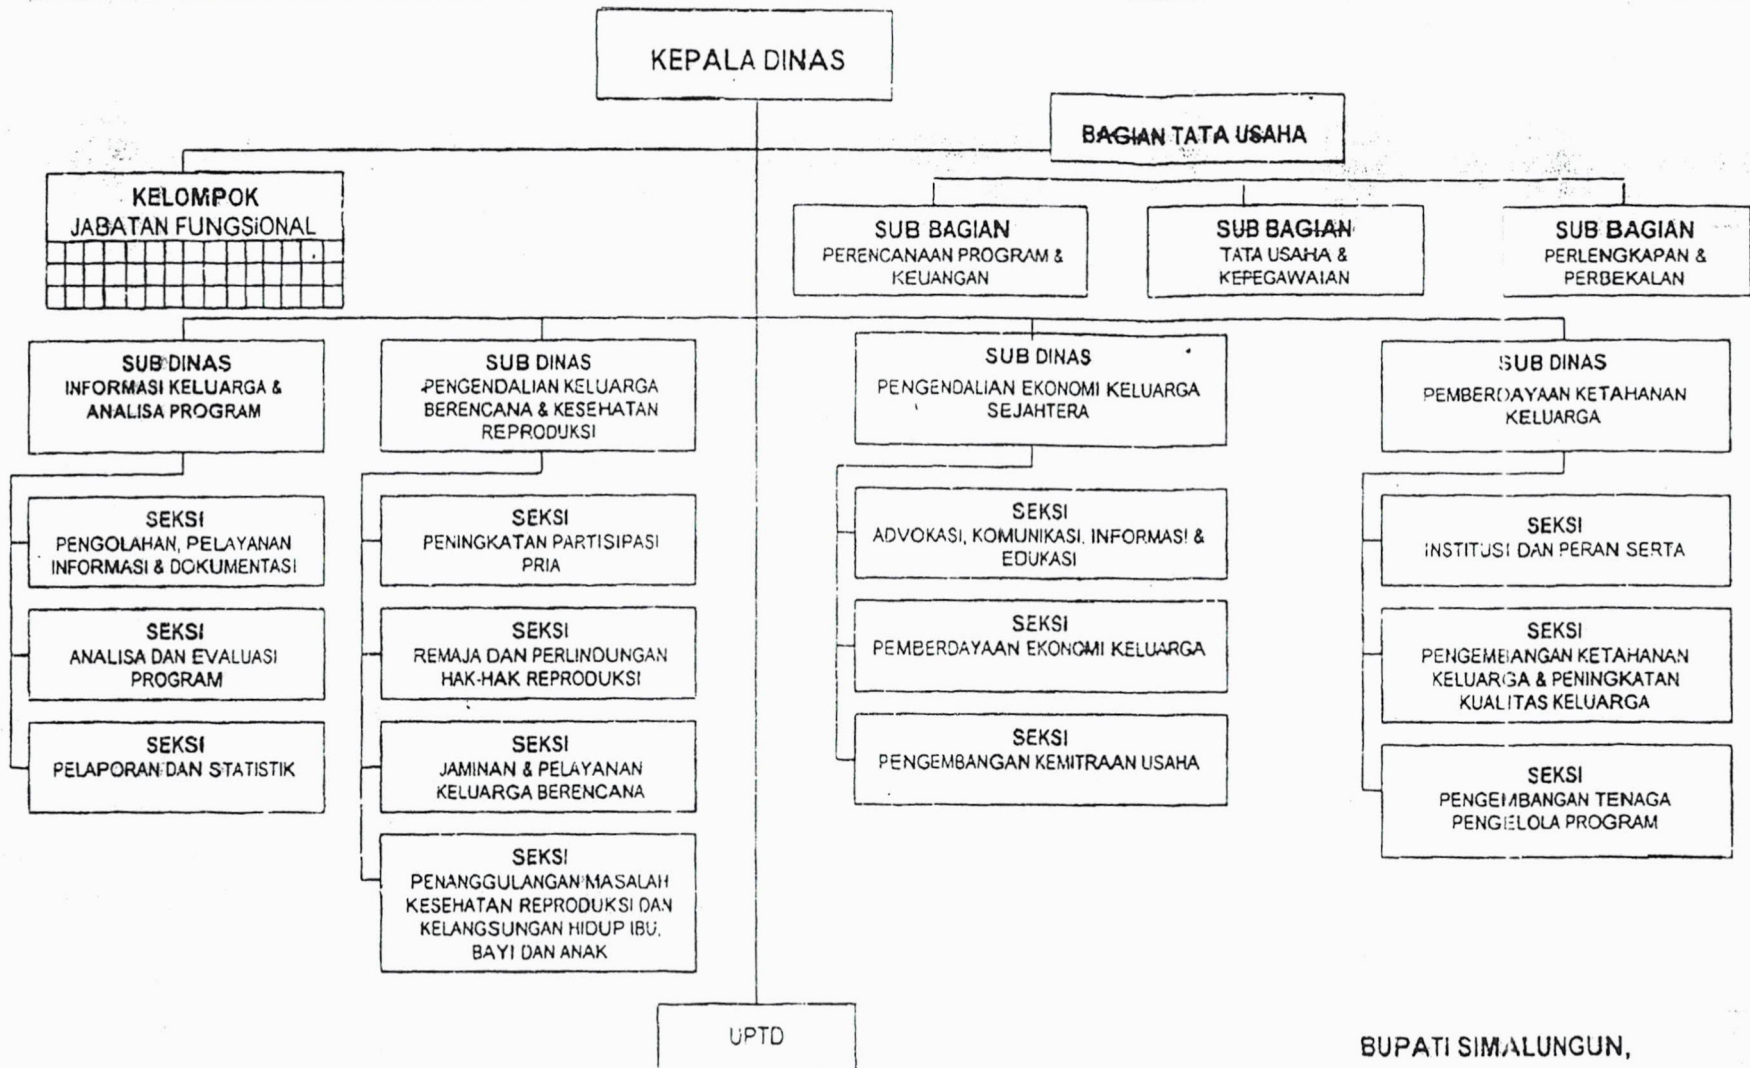 KEPALA DINAS
BAGIAN TATA USAHA
KELOMPOK
JABATAN FUNGSIONAL
SUB BAGIAN
PERENCANAAN PROGRAM &
KEUANGAN
SUB BAGIAN
TATA USAHA &
KEPEGAWAIAN
SUB BAGIAN
PERLENGKAPAN &
PERBEKALAN
SUB DINAS
INFORMASI KELUARGA &
ANALISA PROGRAM
SUB DINAS
PENGENDALIAN KELUARGA
BERENCANA & KESEHATAN
REPRODUKSI
SUB DINAS
PENGENDALIAN EKONOMI KELUARGA
SEJAHTERA
SUB DINAS
PEMBERDAYAAN KETAHANAN
KELUARGA
SEKSI
PENGOLAHAN, PELAYANAN
INFORMASI & DOKUMENTASI
SEKSI
ANALISA DAN EVALUASI
PROGRAM
SEKSI
PELAPORAN DAN STATISTIK
SEKSI
PENINGKATAN PARTISIPASI
PRIA
SEKSI
REMAJA DAN PERLINDUNGAN
HAK-HAK REPRODUKSI
SEKSI
JAMINAN & PELAYANAN
KELUARGA BERENCANA
SEKSI
PENANGGULANGAN MASALAH
KESEHATAN REPRODUKSI DAN
KELANGSUNGAN HIDUP IBU,
BAYI DAN ANAK
SEKSI
ADVOKASI, KOMUNIKASI, INFORMASI &
EDUKASI
SEKSI
PEMBERDAYAAN EKONOMI KELUARGA
SEKSI
PENGEMBANGAN KEMITRAAN USAHA
SEKSI
INSTITUSI DAN PERAN SERTA
SEKSI
PENGEMBANGAN KETAHANAN
KELUARGA & PENINGKATAN
KUALITAS KELUARGA
SEKSI
PENGEMBANGAN TENAGA
PENGELOLA PROGRAM
UPTD
BUPATI SIMALUNGUN,